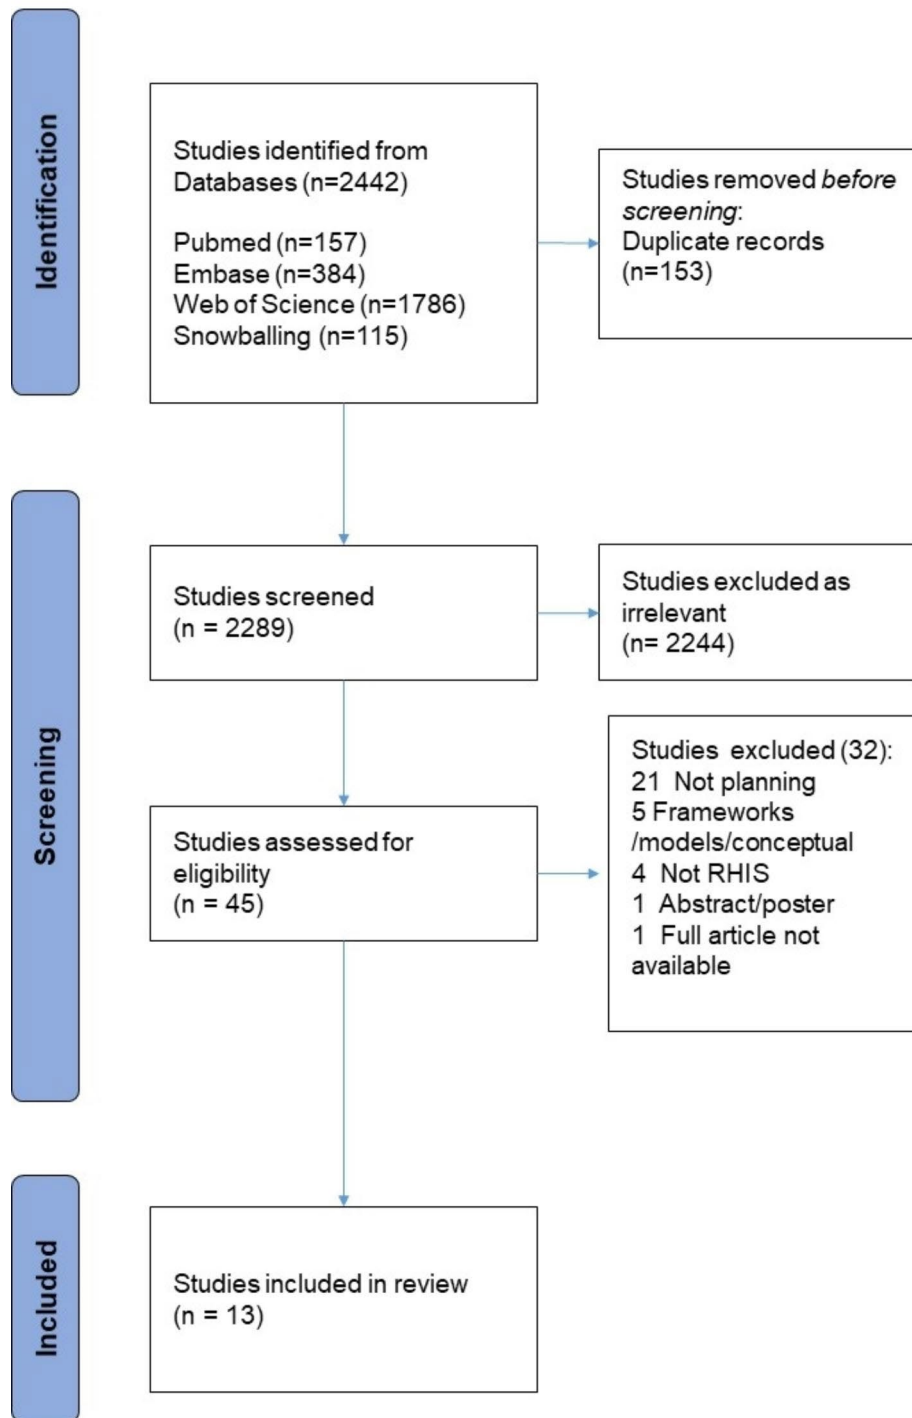 Identification
Studies identified from
Databases (n=2442)
Pubmed (n=157)
Embase (n=384)
Web of Science (n=1786)
Snowballing (n=115)
Studies removed before
screening:
Duplicate records
(n=153)
Screening
Studies screened
(n = 2289)
Studies excluded as
irrelevant
(n= 2244)
Studies assessed for
eligibility
(n = 45)
Studies excluded (32):
21 Not planning
5 Frameworks
/models/conceptual
4 Not RHIS
1 Abstract/poster
1 Full article not
available
Included
Studies included in review
(n = 13)